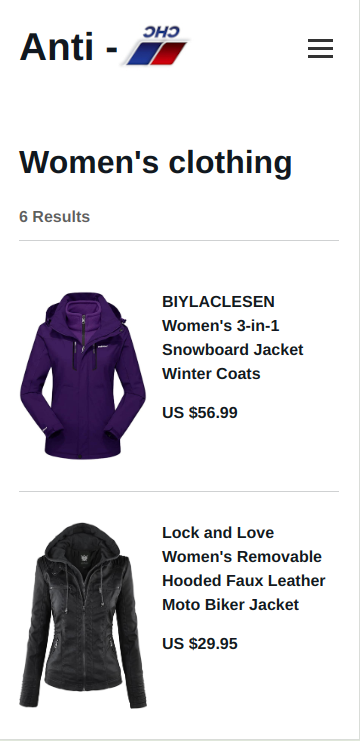 Anti - CHC
Women's clothing
6 Results
BIYLACLESEN
Women's 3-in-1
Snowboard Jacket
Winter Coats
US $56.99
Lock and Love
Women's Removable
Hooded Faux Leather
Moto Biker Jacket
US $29.95